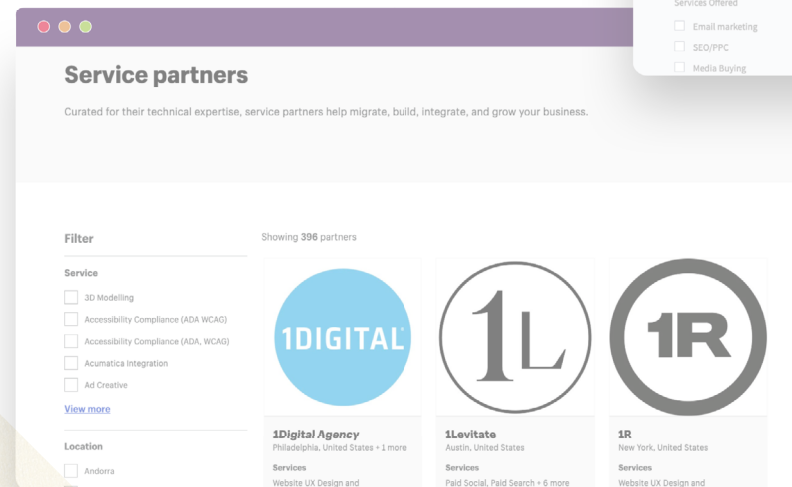 Services Offered
Email marketing
SEO/PPC
Media Buying
Service partners
Curated for their technical expertise, service partners help migrate, build, integrate, and grow your business.
Filter
Showing 396 partners
Service
3D Modelling
Accessibility Compliance (ADA WCAG)
Accessibility Compliance (ADA, WCAG)
Acumatica Integration
Ad Creative
View more
Location
Andorra
1DIGITAL
1Digital Agency
Philadelphia, United States + 1 more
Services
Website UX Design and
1L
1Levitate
Austin, United States
Services
Paid Social, Paid Search + 6 more
1R
1R
New York, United States
Services
Website UX Design and